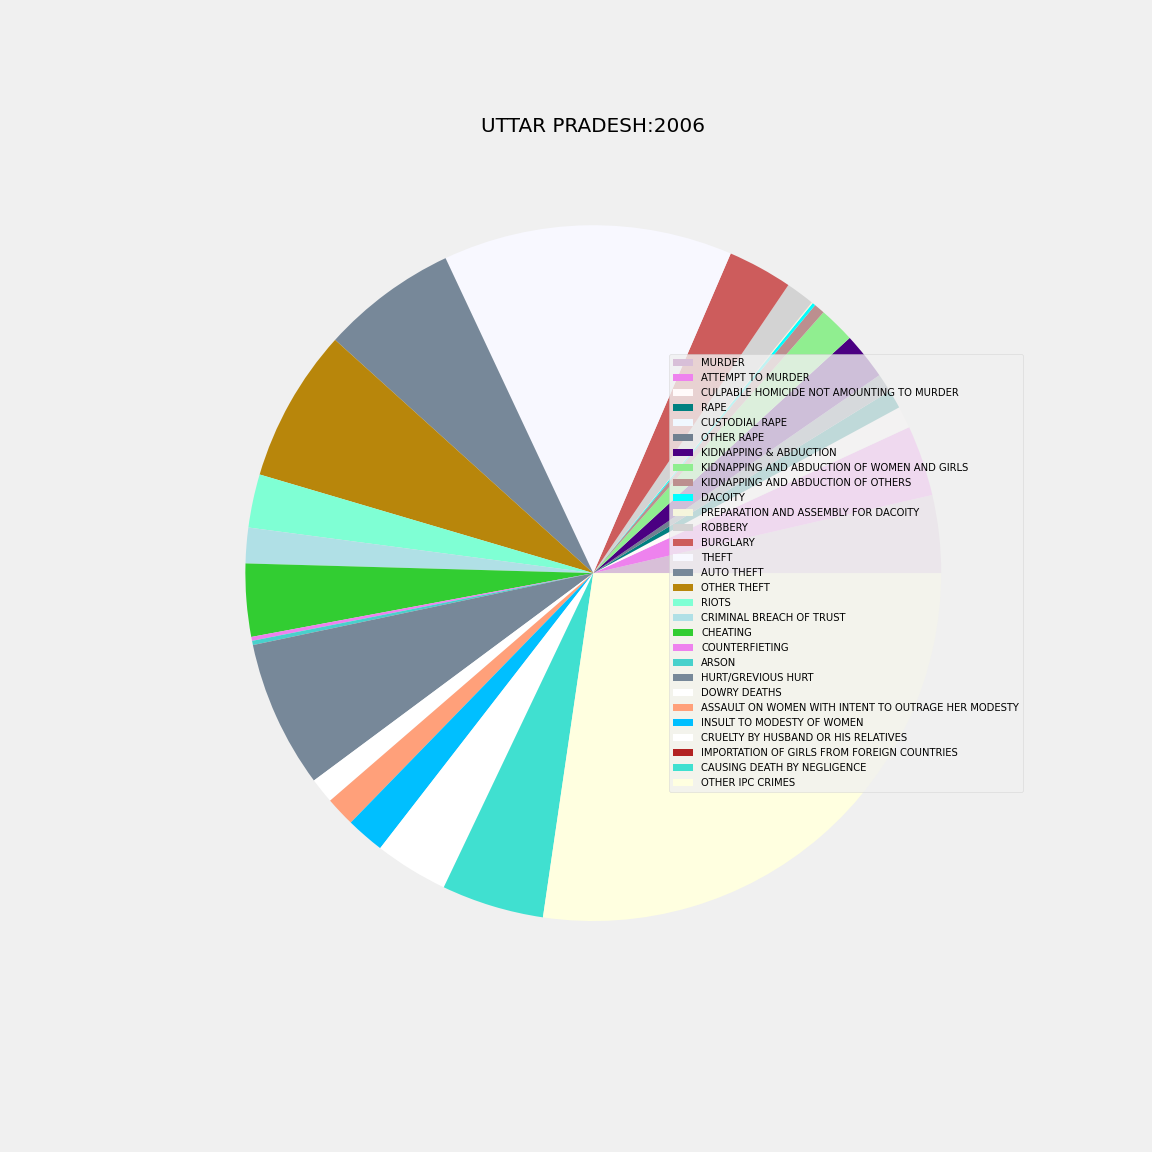 UTTAR PRADESH:2006
MURDER
ATTEMPT TO MURDER
CULPABLE HOMICIDE NOT AMOUNTING TO MURDER
RAPE
CUSTODIAL RAPE
OTHER RAPE
KIDNAPPING & ABDUCTION
KIDNAPPING AND ABDUCTION OF WOMEN AND GIRLS
KIDNAPPING AND ABDUCTION OF OTHERS
DACOITY
PREPARATION AND ASSEMBLY FOR DACOITY
ROBBERY
BURGLARY
THEFT
AUTO THEFT
OTHER THEFT
RIOTS
CRIMINAL BREACH OF TRUST
CHEATING
COUNTERFIETING
ARSON
HURT/GREVIOUS HURT
DOWRY DEATHS
ASSAULT ON WOMEN WITH INTENT TO OUTRAGE HER MODESTY
INSULT TO MODESTY OF WOMEN
CRUELTY BY HUSBAND OR HIS RELATIVES
IMPORTATION OF GIRLS FROM FOREIGN COUNTRIES
CAUSING DEATH BY NEGLIGENCE
OTHER IPC CRIMES